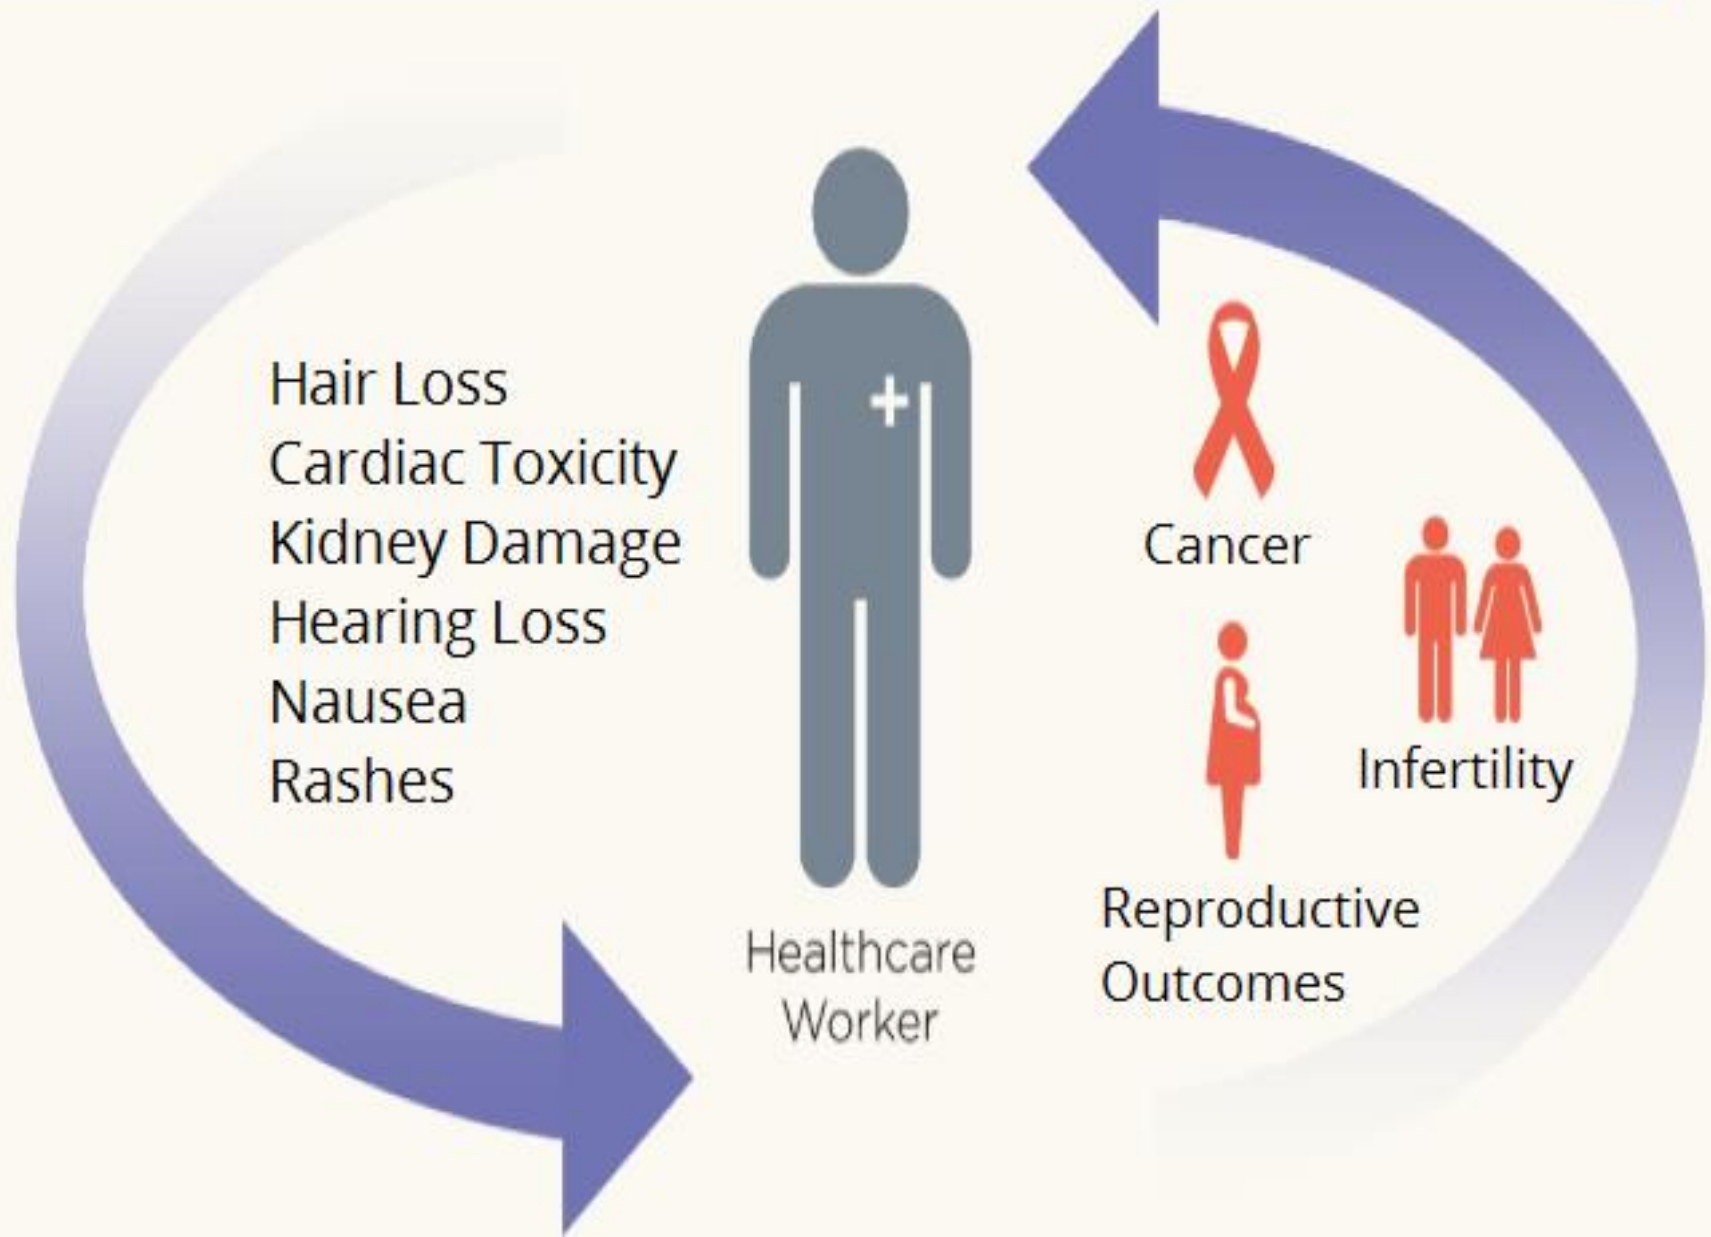 Hair Loss
Cardiac Toxicity
Kidney Damage
Hearing Loss
Nausea
Rashes
Healthcare
Worker
Cancer
Infertility
Reproductive
Outcomes